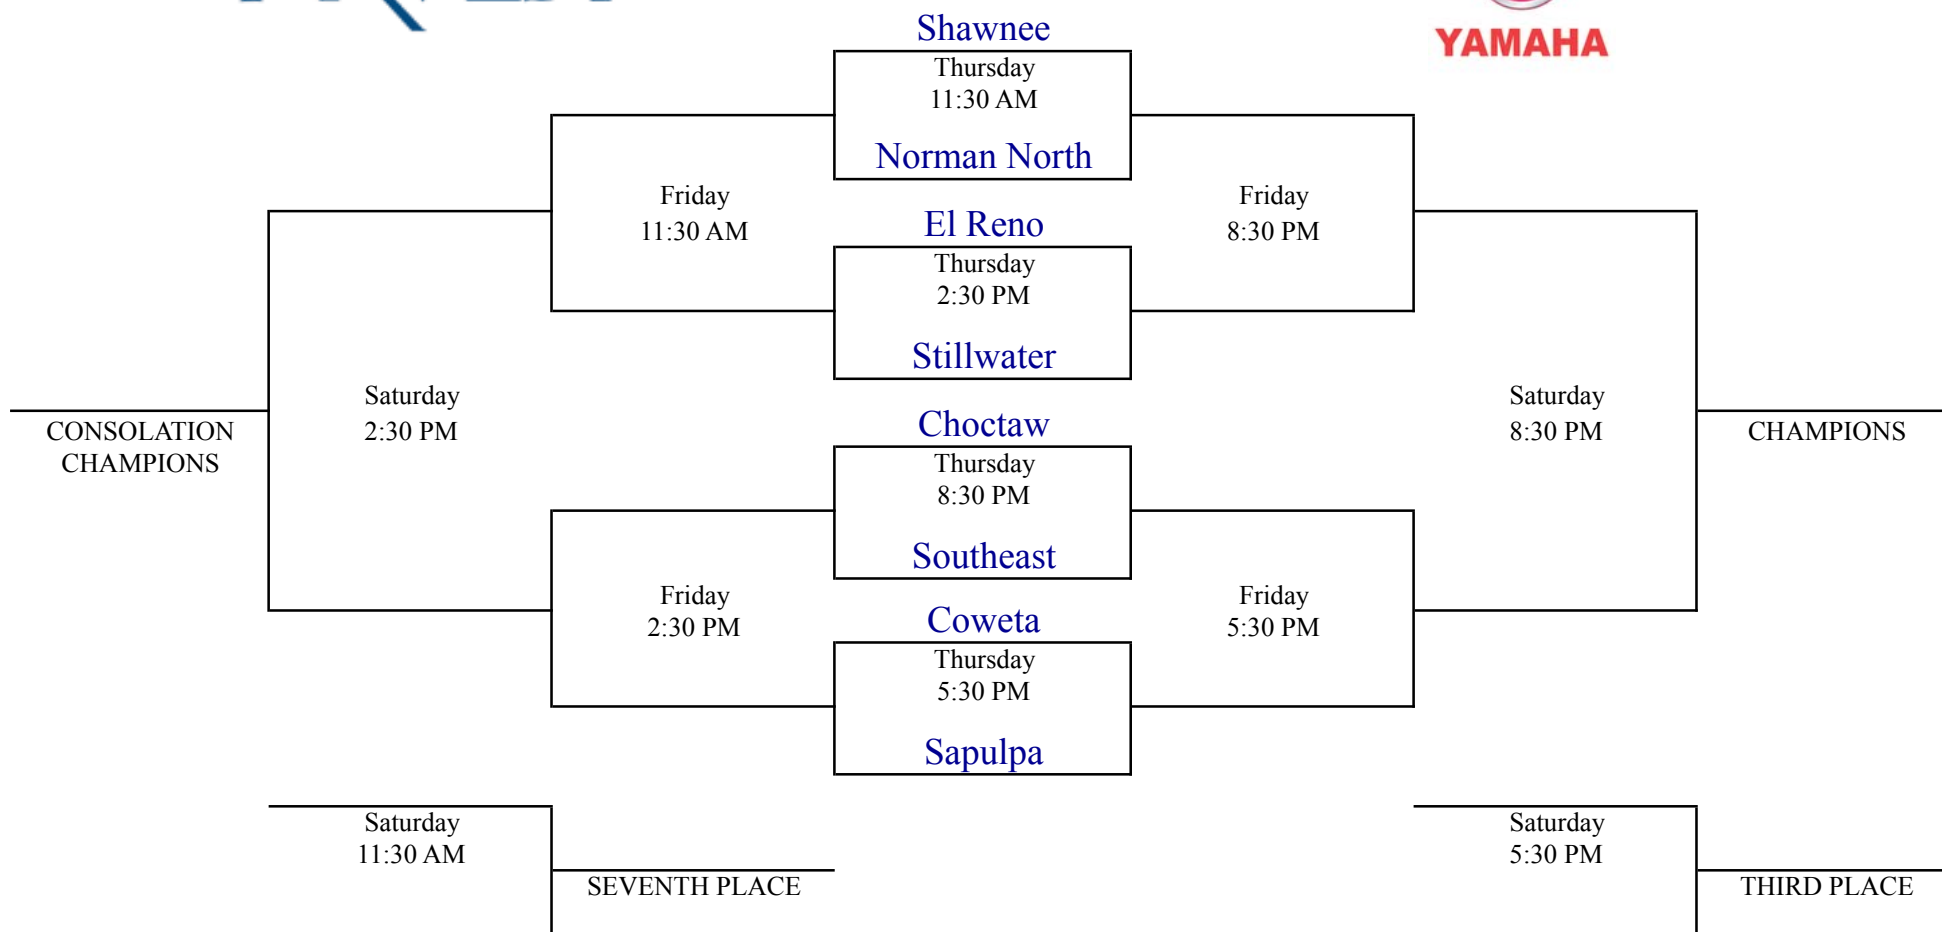 YAMAHA
Shawnee
Thursday
11:30 AM
Norman North
Friday
11:30 AM
Friday
8:30 PM
El Reno
Thursday
2:30 PM
Stillwater
Saturday
2:30 PM
Saturday
8:30 PM
CONSOLATION
CHAMPIONS
CHAMPIONS
Choctaw
Thursday
8:30 PM
Southeast
Friday
2:30 PM
Friday
5:30 PM
Coweta
Thursday
5:30 PM
Sapulpa
Saturday
11:30 AM
SEVENTH PLACE
Saturday
5:30 PM
THIRD PLACE